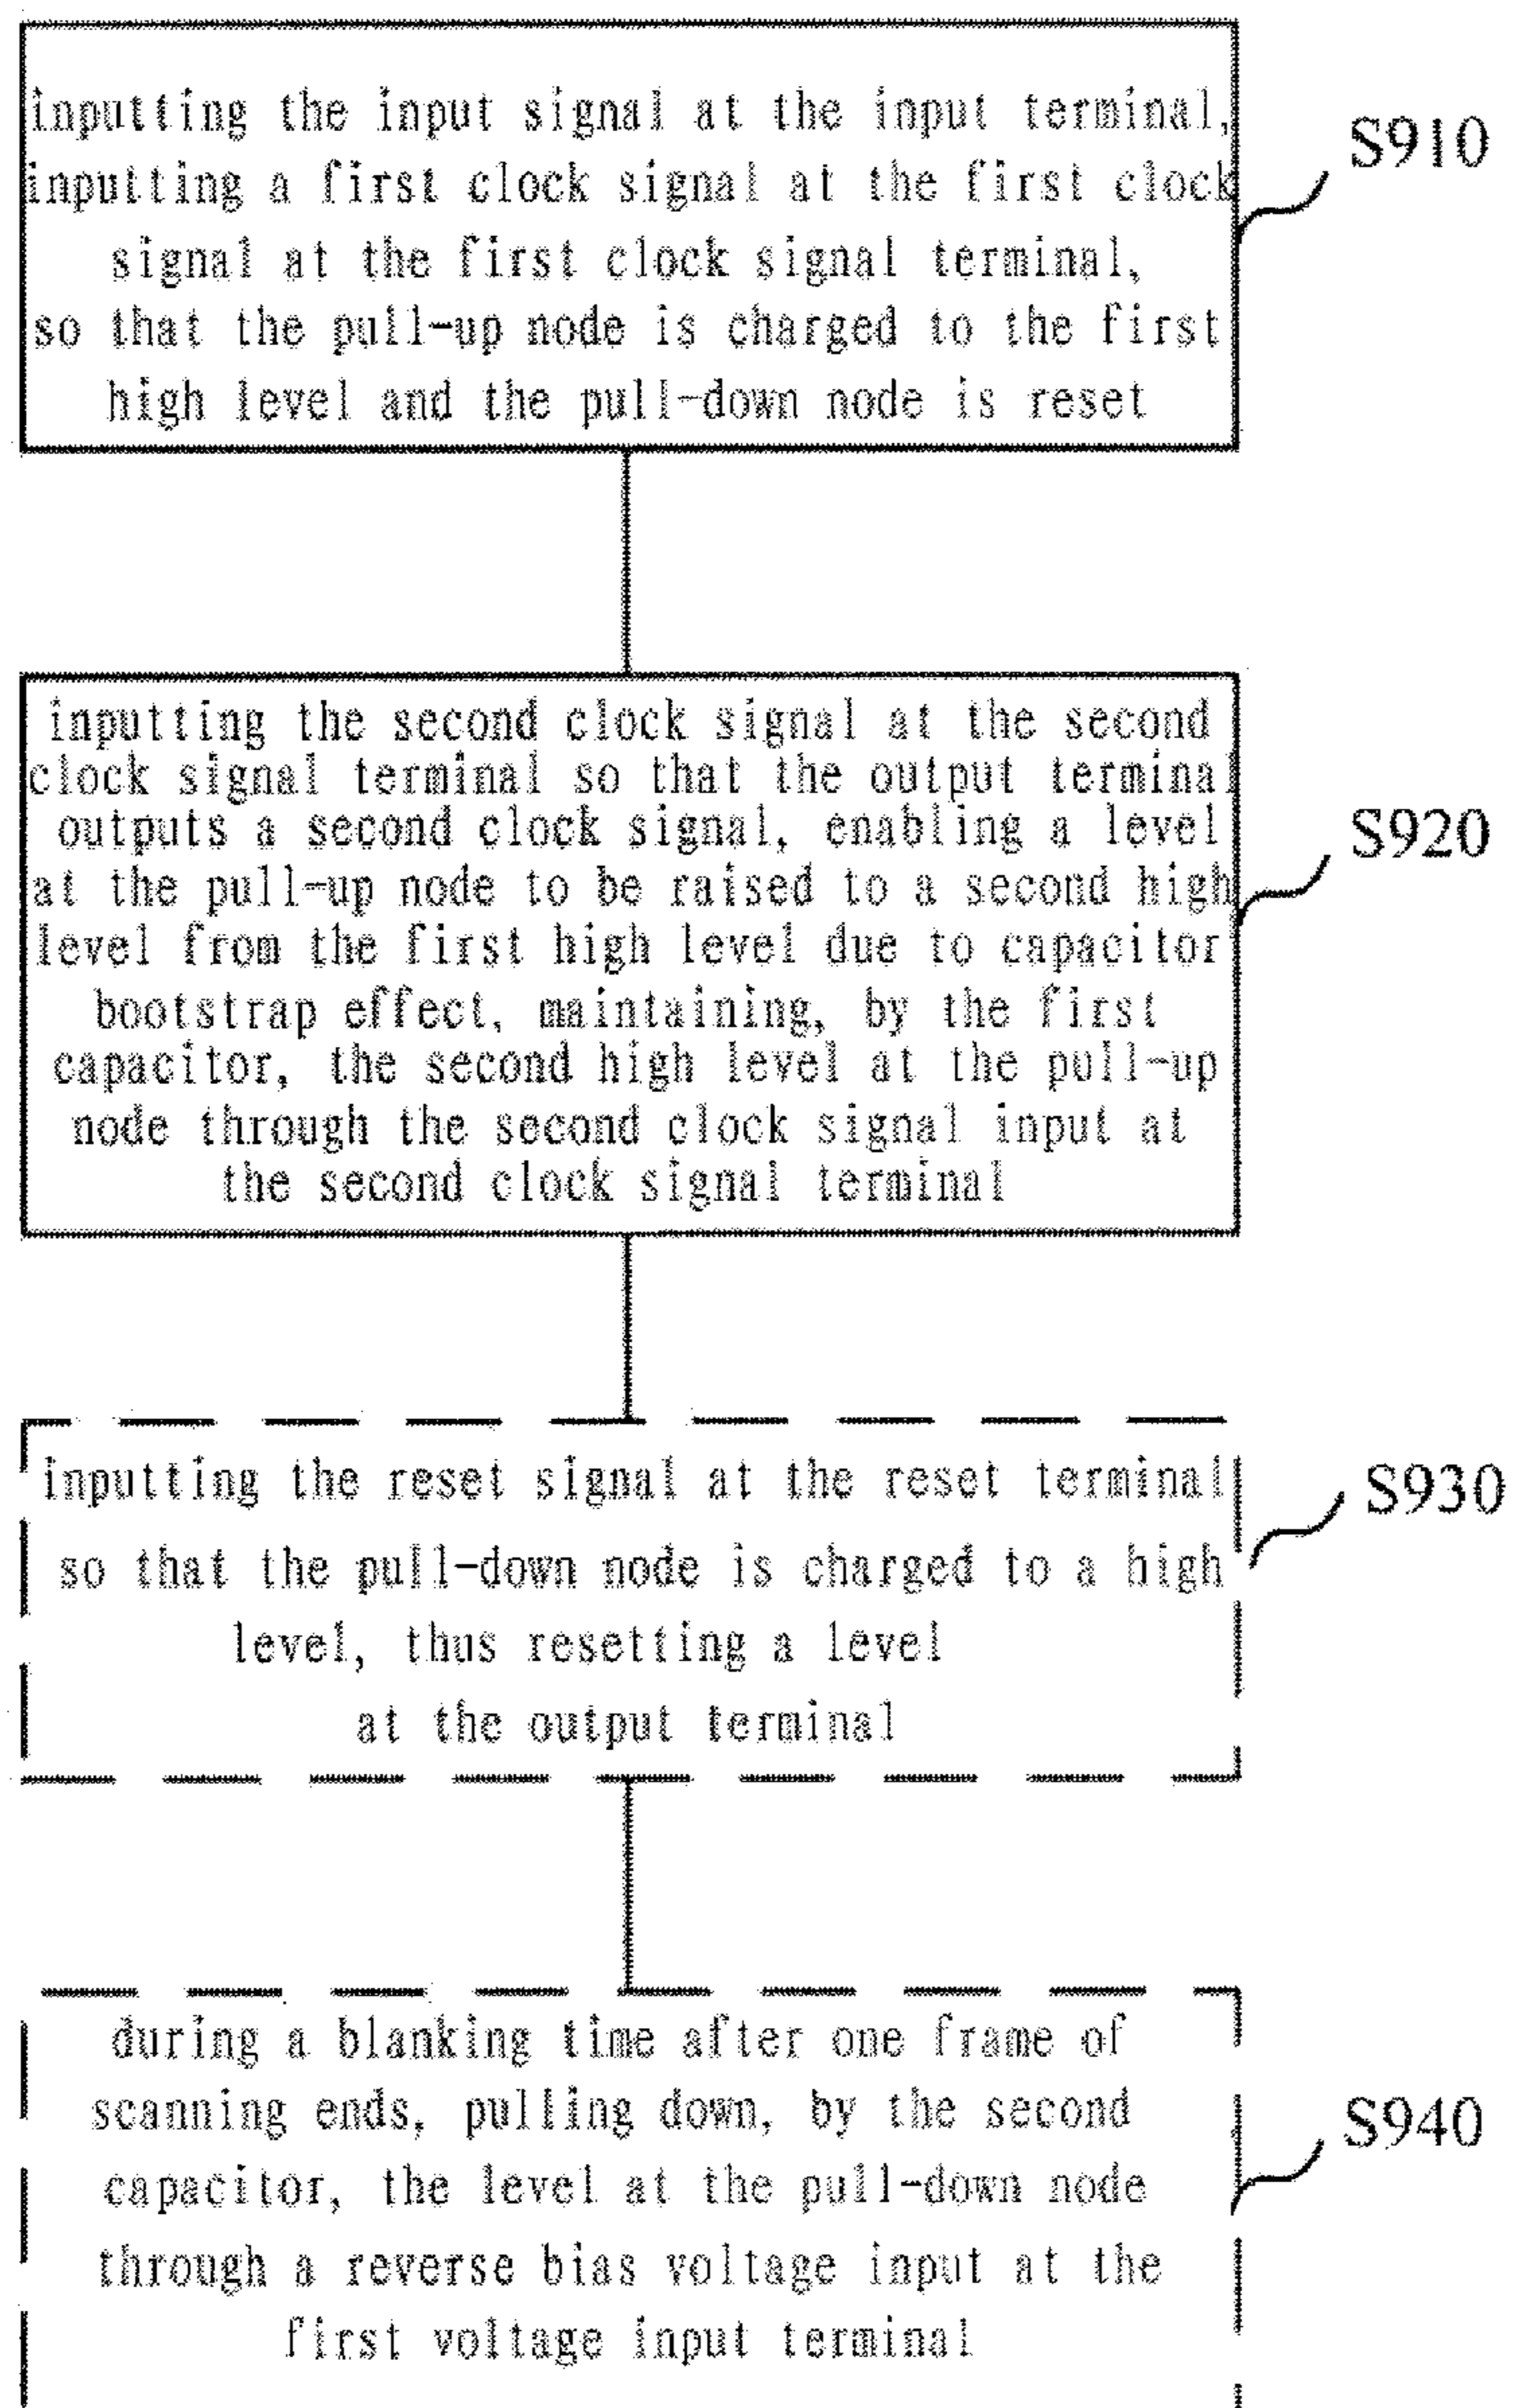 inputting the input signal at the input terminal,
inputting a first clock signal at the first clock
signal at the first clock signal terminal,
so that the pull-up node is charged to the first
high level and the pull-down node is reset
S910
inputting the second clock signal at the second
clock signal terminal so that the output terminal
outputs a second clock signal, enabling a level
at the pull-up node to be raised to a second high
level from the first high level due to capacitor
bootstrap effect, maintaining, by the first
capacitor, the second high level at the pull-up
node through the second clock signal input at
the second clock signal terminal
S920
inputting the reset signal at the reset terminal
so that the pull-down node is charged to a high
level, thus resetting a level
at the output terminal
S930
during a blanking time after one frame of
scanning ends, pulling down, by the second
capacitor, the level at the pull-down node
through a reverse bias voltage input at the
first voltage input terminal
S940